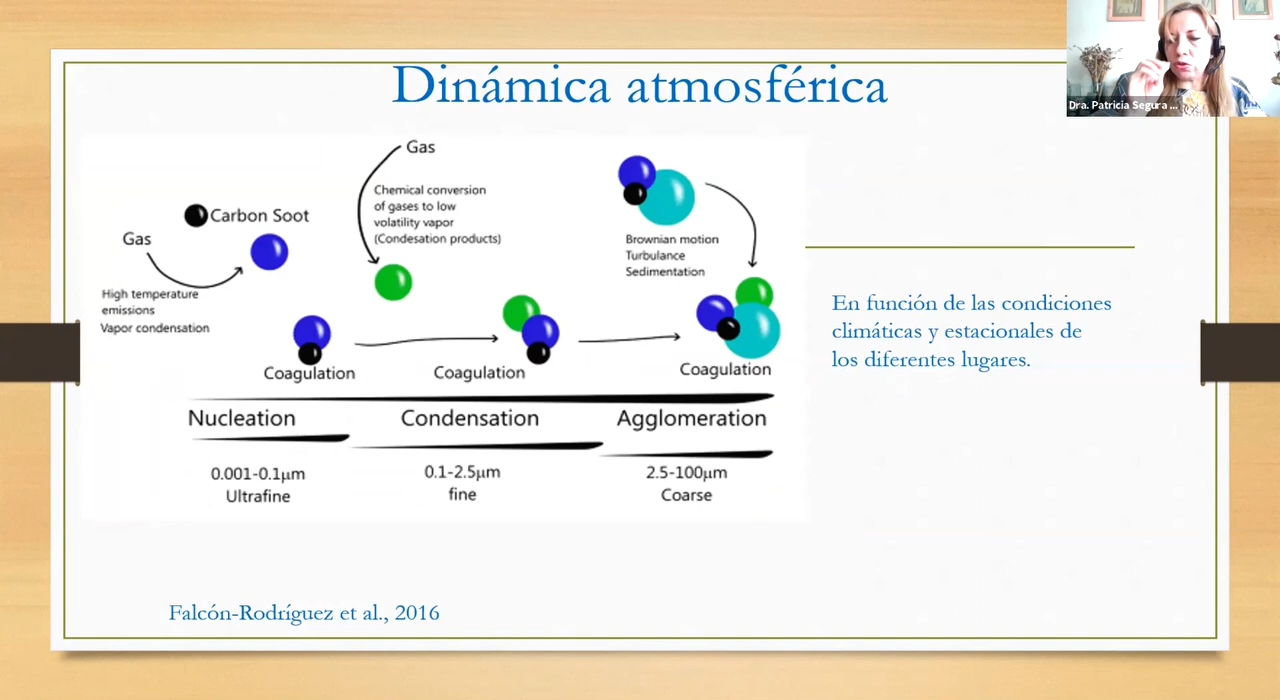 Dinámica atmosférica
Dra. Patricia Segura ...
Gas
Chemical conversion
of gases to low
volatility vapor
(Condesation products)
Carbon Soot
Gas
High temperature
emissions
Vapor condensation
Brownian motion
Turbulance
Sedimentation
Coagulation
Coagulation
Coagulation
Nucleation
Condensation
Agglomeration
0.001-0.1µm
Ultrafine
0.1-2.5µm
fine
2.5-100µm
Coarse
En función de las condiciones
climáticas y estacionales de
los diferentes lugares.
Falcón-Rodríguez et al., 2016